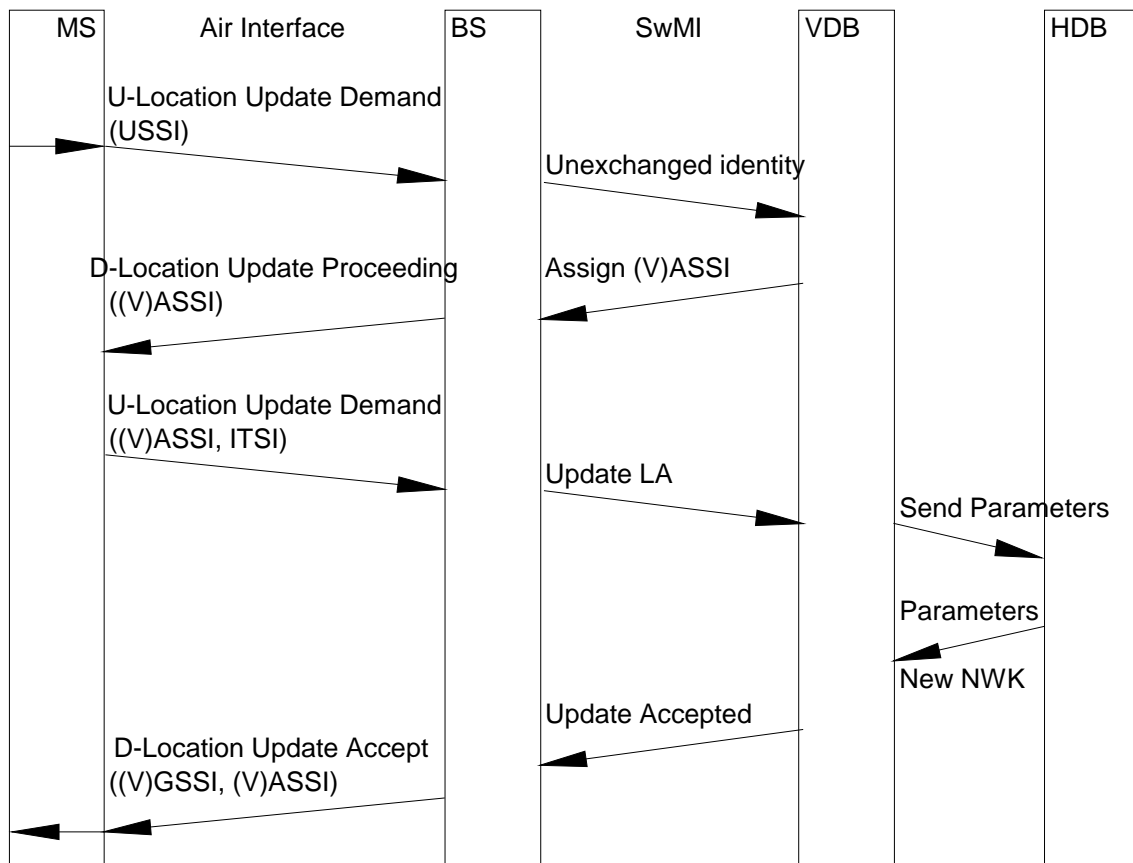 MS Air Interface BS SwMI VDB HDB
U-Location Update Demand
(USSI)
Unexchanged identity
D-Location Update Proceeding
((V)ASSI)
Assign (V)ASSI
U-Location Update Demand
((V)ASSI, ITSI)
Update LA
Send Parameters
Parameters
New NWK
Update Accepted
D-Location Update Accept
((V)GSSI, (V)ASSI)